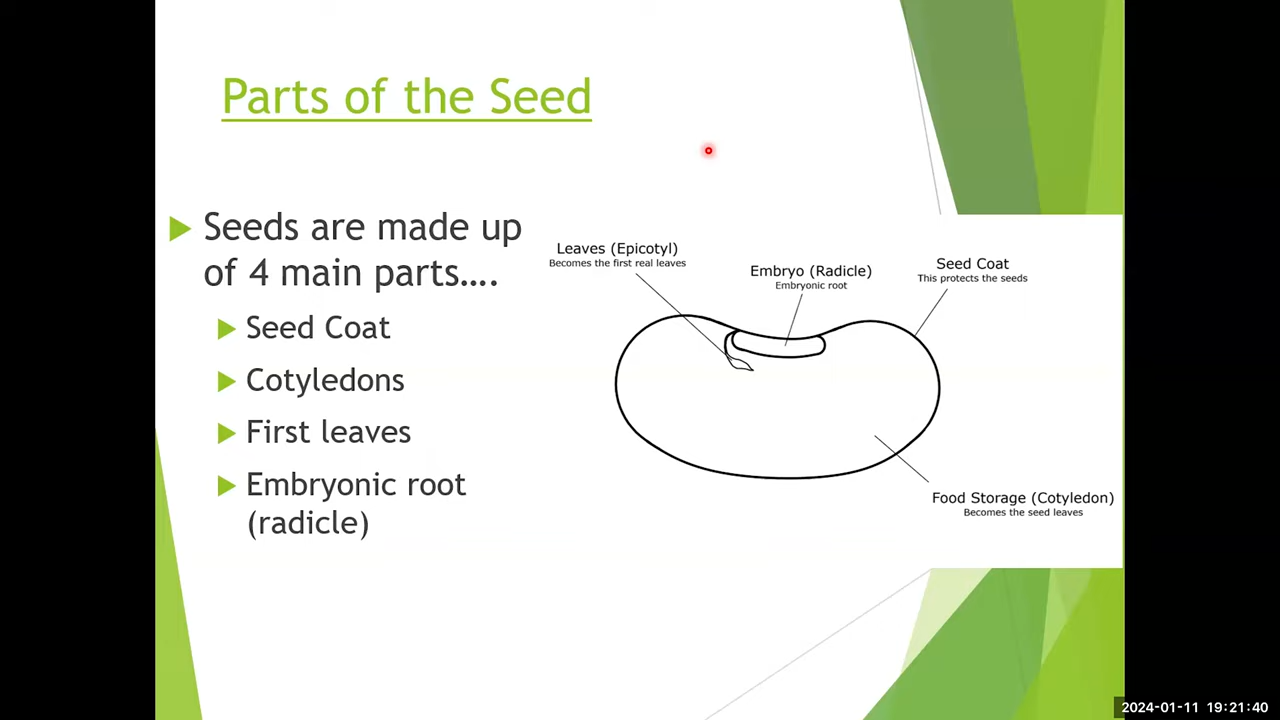 Parts of the Seed
Seeds are made up
of 4 main parts….
Seed Coat
Cotyledons
First leaves
Embryonic root
(radicle)
Leaves (Epicotyl)
Becomes the first real leaves
Embryo (Radicle)
Embryonic root
Seed Coat
This protects the seeds
Food Storage (Cotyledon)
Becomes the seed leaves
2024-01-11 19:21:40